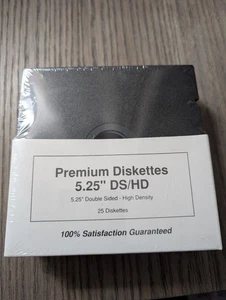 Premium Diskettes
5.25" DS/HD
5.25" Double Sided - High Density
25 Diskettes
100% Satisfaction Guaranteed